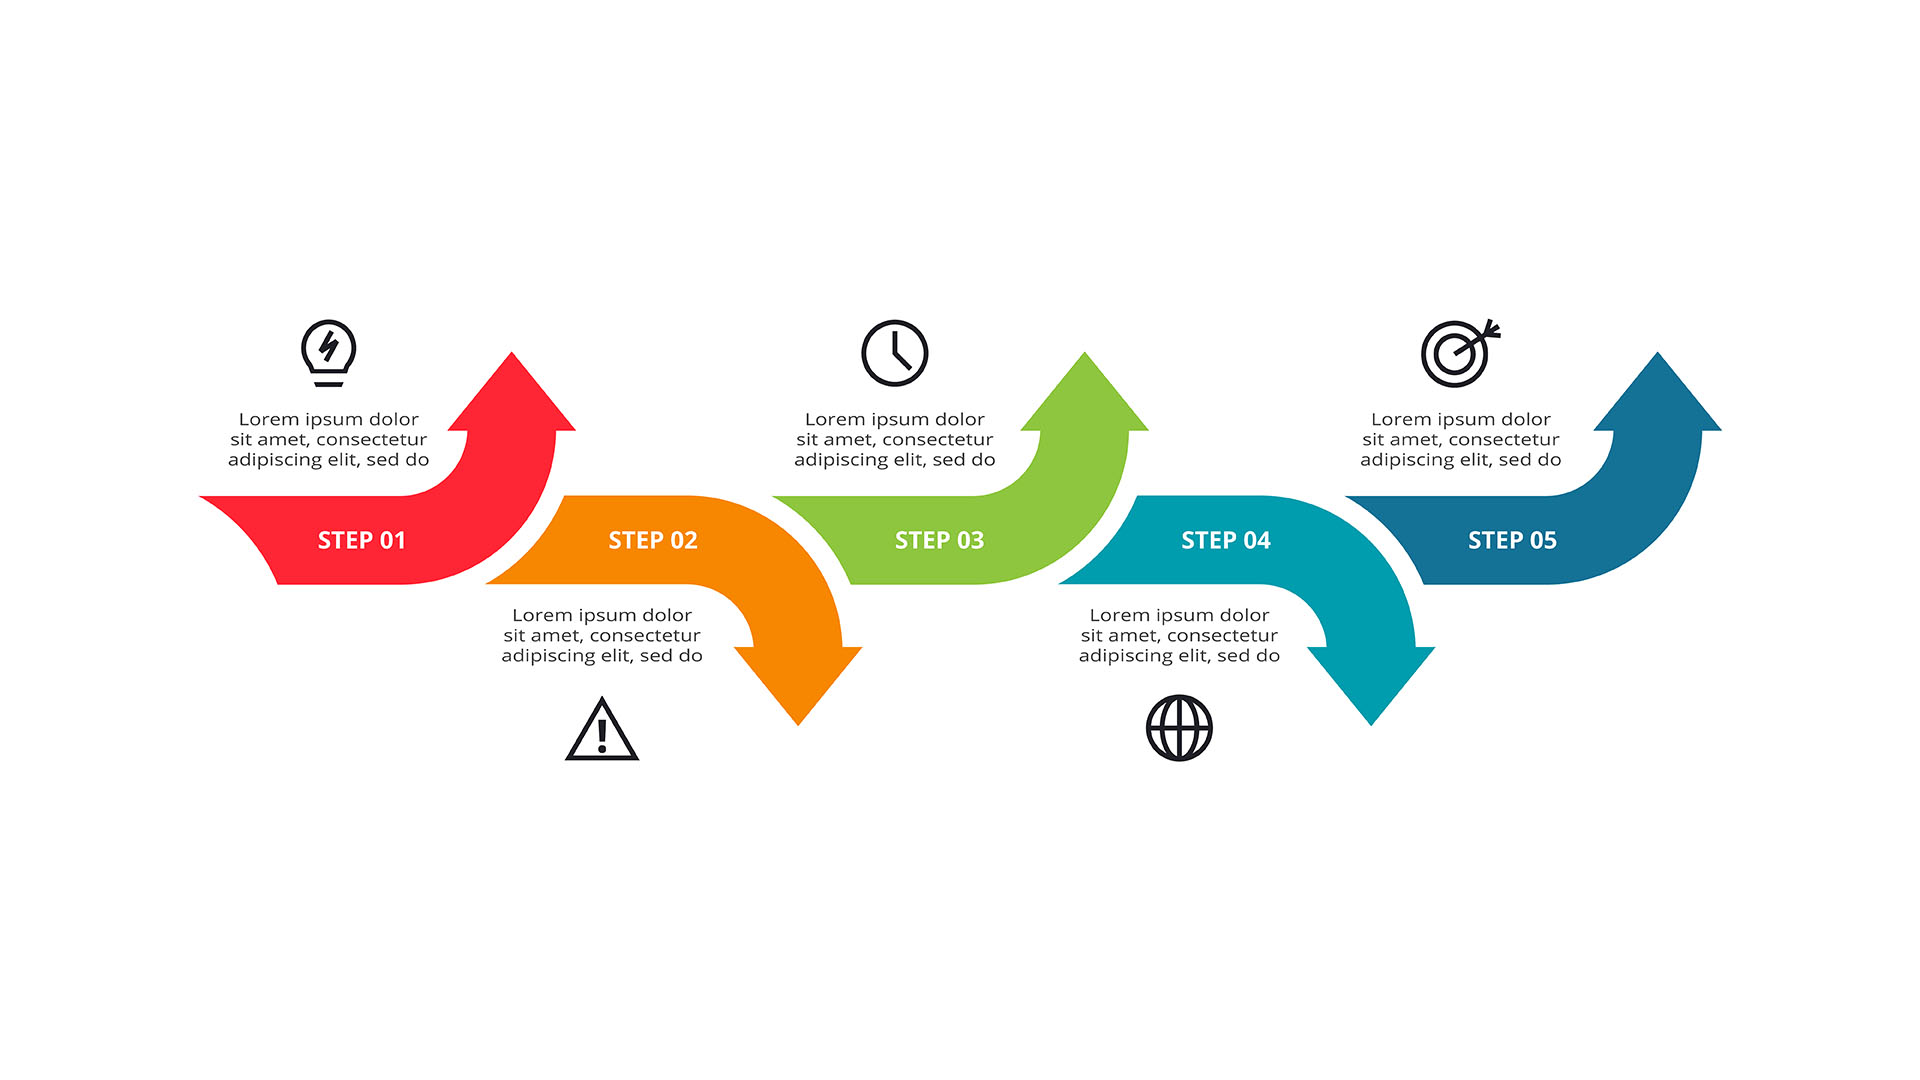 Lorem ipsum dolor
sit amet, consectetur
adipiscing elit, sed do
STEP 01
STEP 02
Lorem ipsum dolor
sit amet, consectetur
adipiscing elit, sed do
Lorem ipsum dolor
sit amet, consectetur
adipiscing elit, sed do
STEP 03
STEP 04
Lorem ipsum dolor
sit amet, consectetur
adipiscing elit, sed do
Lorem ipsum dolor
sit amet, consectetur
adipiscing elit, sed do
STEP 05